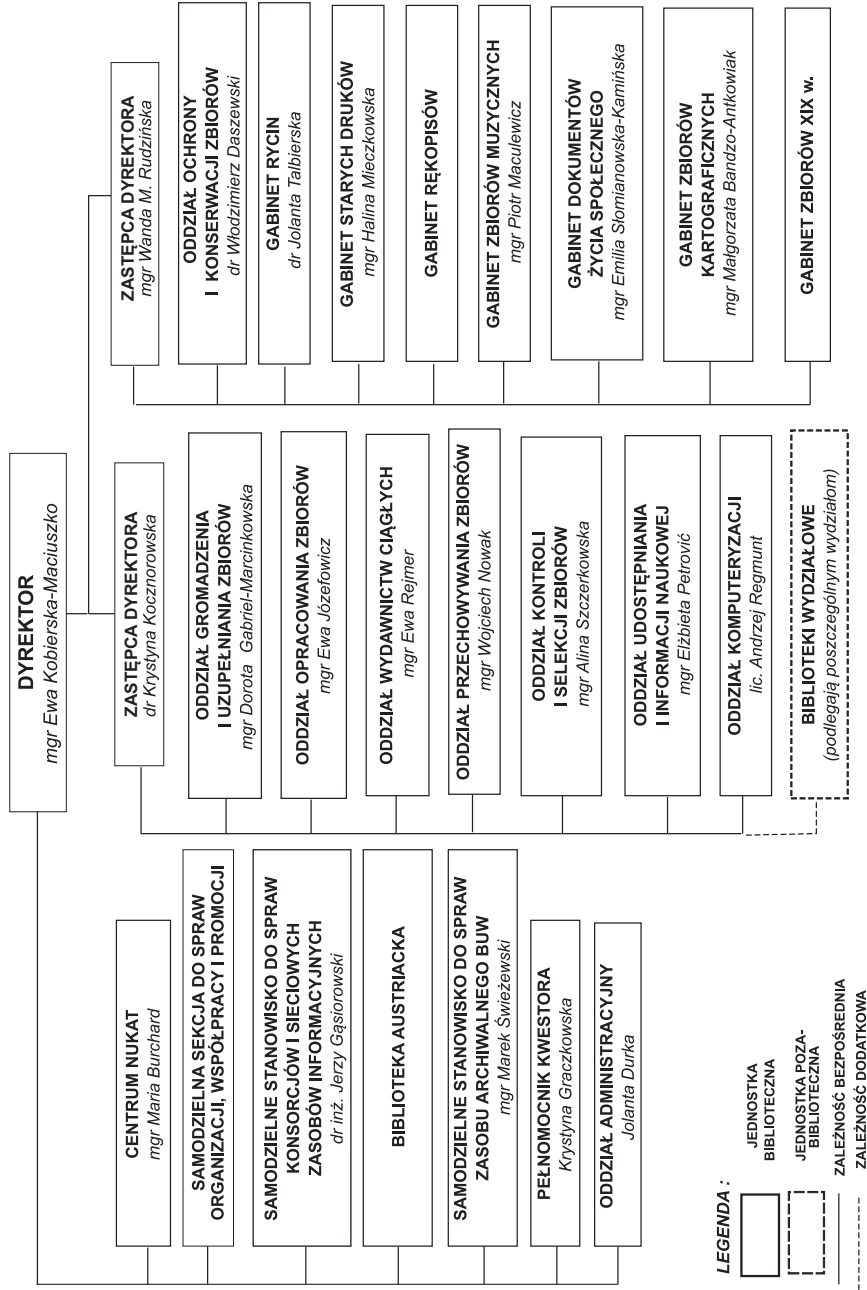 DYREKTOR
mgr Ewa Kobierska-Maciuszko
CENTRUM NUKAT
mgr Maria Burchard
SAMODZIELNA SEKCJA DO SPRAW
ORGANIZACJI, WSPÓŁPRACY I PROMOCJI
SAMODZIELNE STANOWISKO DO SPRAW
KONSORCJÓW I SIECIOWYCH
ZASOBÓW INFORMACYJNYCH
dr inż. Jerzy Gąsiorowski
BIBLIOTEKA AUSTRIACKA
SAMODZIELNE STANOWISKO DO SPRAW
ZASOBU ARCHIWALNEGO BUW
mgr Marek Świeżewski
PEŁNOMOCNIK KWESTORA
Krystyna Graczkowska
ODDZIAŁ ADMINISTRACYJNY
Jolanta Durka
ZASTĘPCA DYREKTORA
dr Krystyna Kocznorowska
ODDZIAŁ GROMADZENIA
I UZUPEŁNIANIA ZBIORÓW
mgr Dorota Gabriel-Marcinkowska
ODDZIAŁ OPRACOWANIA ZBIORÓW
mgr Ewa Józefowicz
ODDZIAŁ WYDAWNICTW CIĄGŁYCH
mgr Ewa Rejmer
ODDZIAŁ PRZECHOWYWANIA ZBIORÓW
mgr Wojciech Nowak
ODDZIAŁ KONTROLI
I SELEKCJI ZBIORÓW
mgr Alina Szczerkowska
ODDZIAŁ UDOSTĘPNIANIA
I INFORMACJI NAUKOWEJ
mgr Elżbieta Petrović
ODDZIAŁ KOMPUTERYZACJI
lic. Andrzej Regmunt
BIBLIOTEKI WYDZIAŁOWE
(podlegają poszczególnym wydziałom)
ZASTĘPCA DYREKTORA
mgr Wanda M. Rudzińska
ODDZIAŁ OCHRONY
I KONSERWACJI ZBIORÓW
dr Włodzimierz Daszewski
GABINET RYCIN
dr Jolanta Talbierska
GABINET STARYCH DRUKÓW
mgr Halina Mieczkowska
GABINET RĘKOPISÓW
GABINET ZBIORÓW MUZYCZNYCH
mgr Piotr Maculewicz
GABINET DOKUMENTÓW
ŻYCIA SPOŁECZNEGO
mgr Emilia Słomianowska-Kamińska
GABINET ZBIORÓW
KARTOGRAFICZNYCH
mgr Małgorzata Bandzo-Antkowiak
GABINET ZBIORÓW XIX w.
LEGENDA :
JEDNOSTKA
BIBLIOTECZNA
JEDNOSTKA POZA-
BIBLIOTECZNA
ZALEŻNOŚĆ BEZPOŚREDNIA
ZALEŻNOŚĆ DODATKOWA